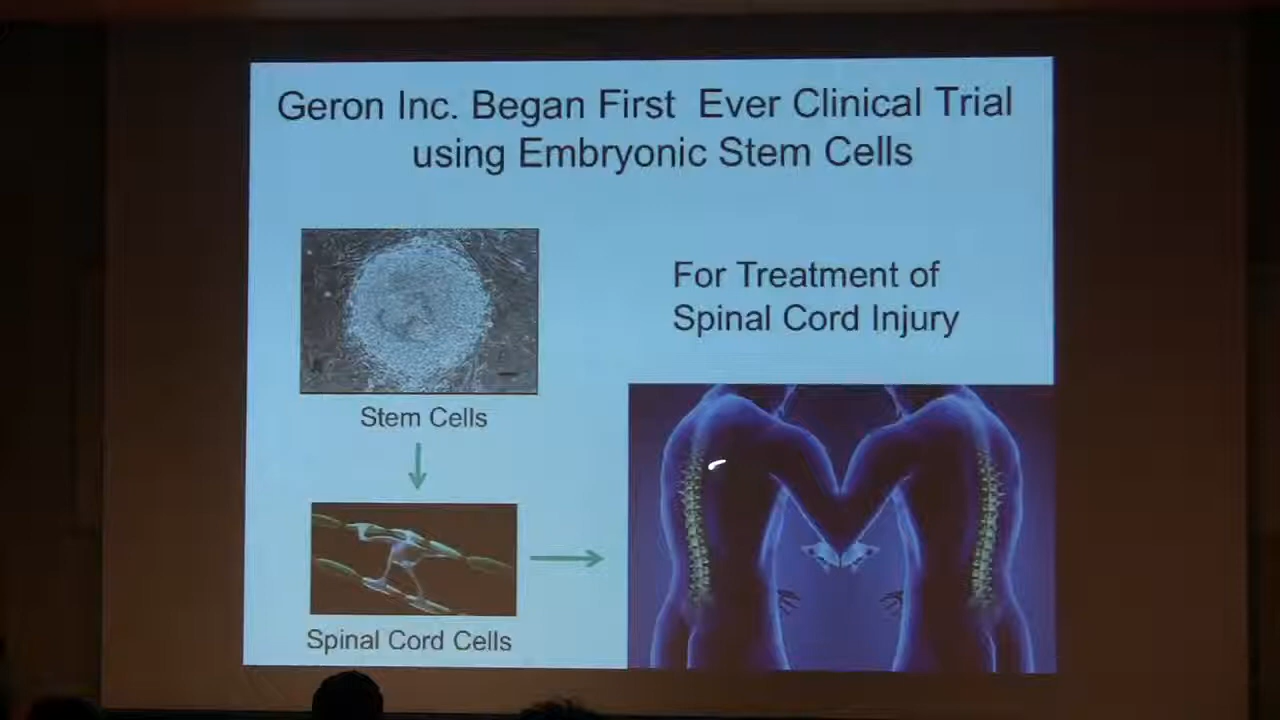 Geron Inc. Began First Ever Clinical Trial
using Embryonic Stem Cells
For Treatment of
Spinal Cord Injury
Stem Cells
Spinal Cord Cells